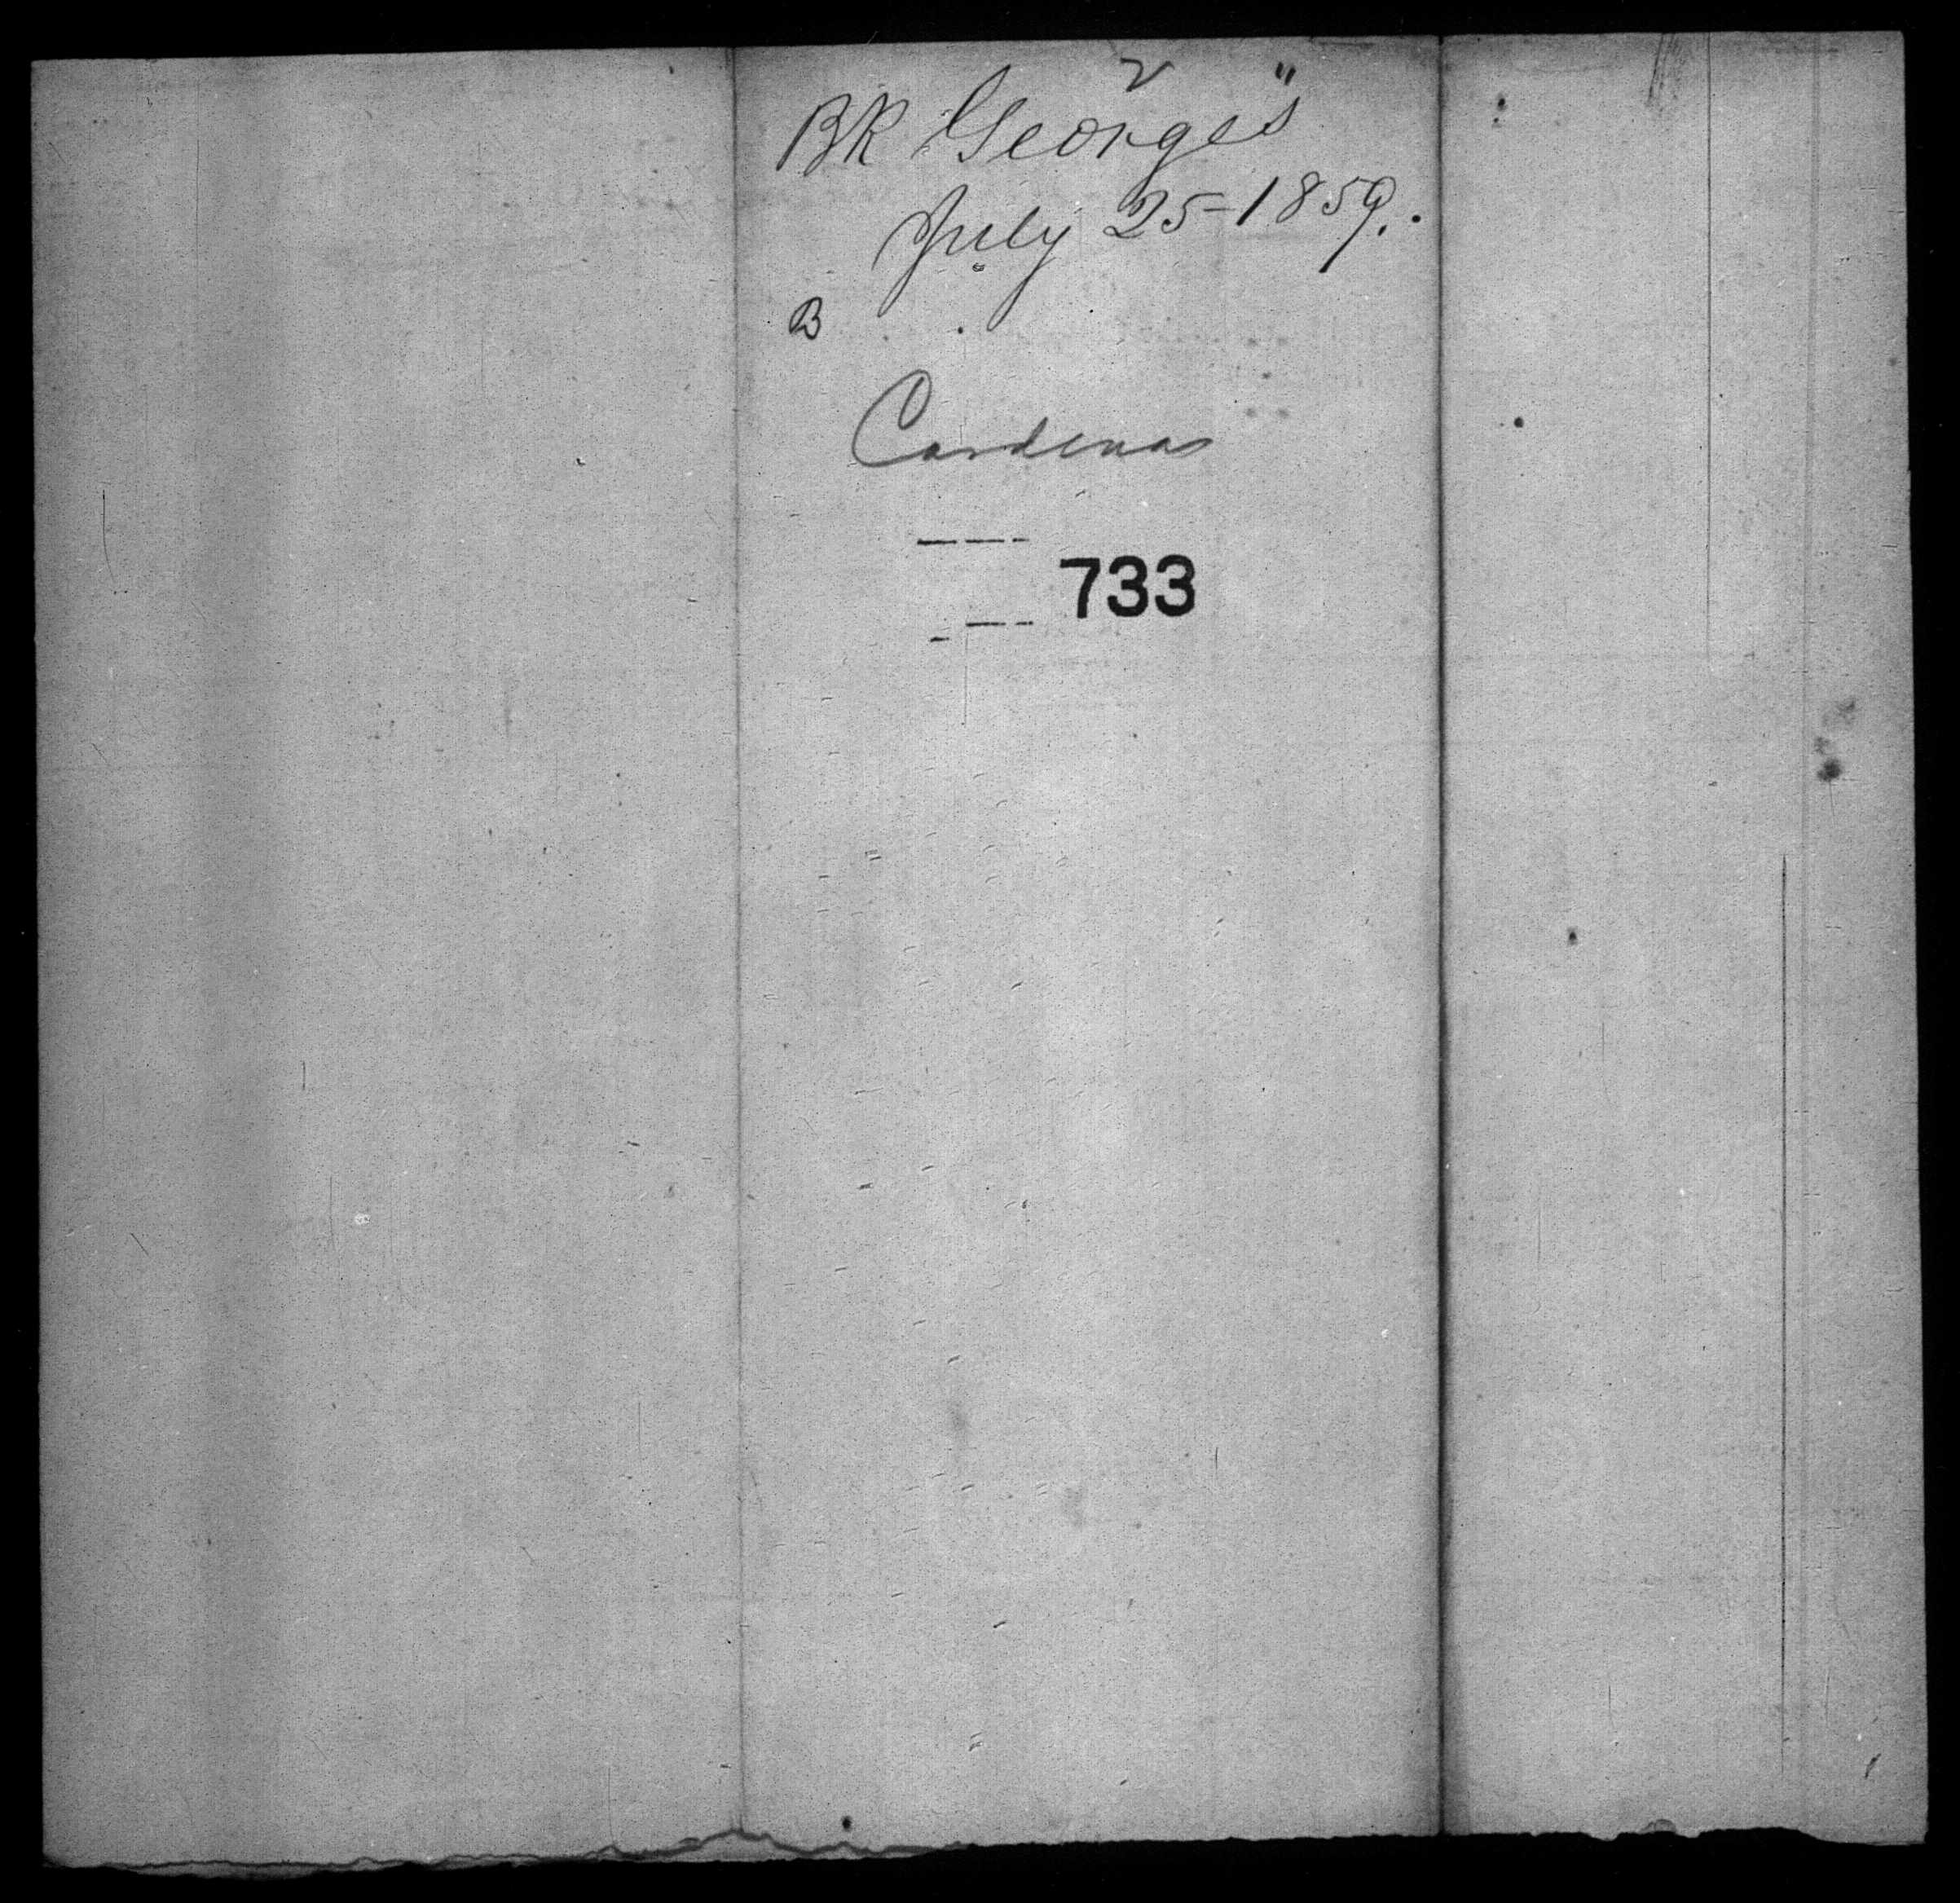 v "
BK Georges
July 25-1859.
B
Cardenas
733